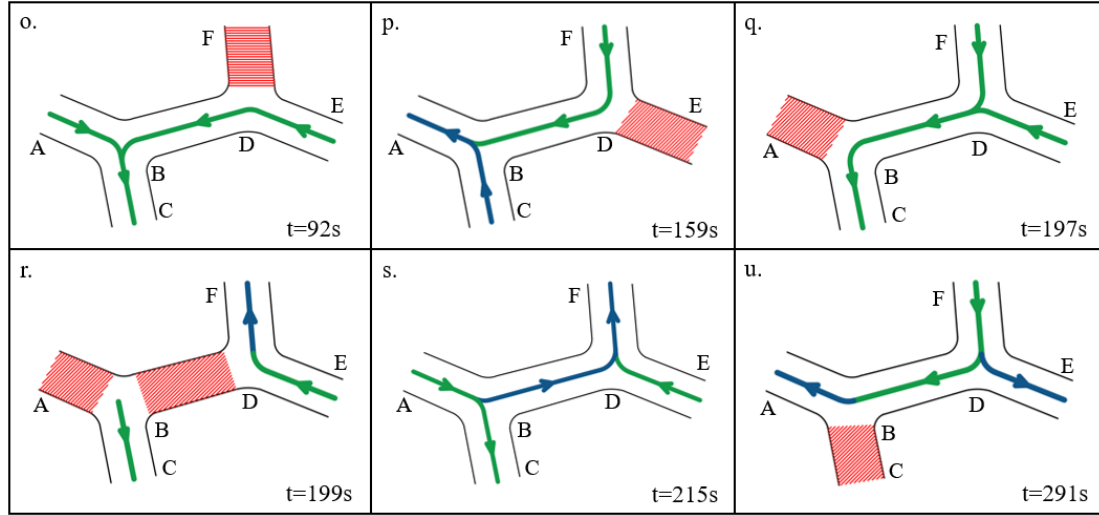 o.
F
E
A
D
B
C
t=92s
p.
F
E
A
D
B
C
t=159s
q.
F
E
A
D
B
C
t=197s
r.
F
E
A
D
B
C
t=199s
s.
F
E
A
D
B
C
t=215s
u.
F
E
A
D
B
C
t=291s